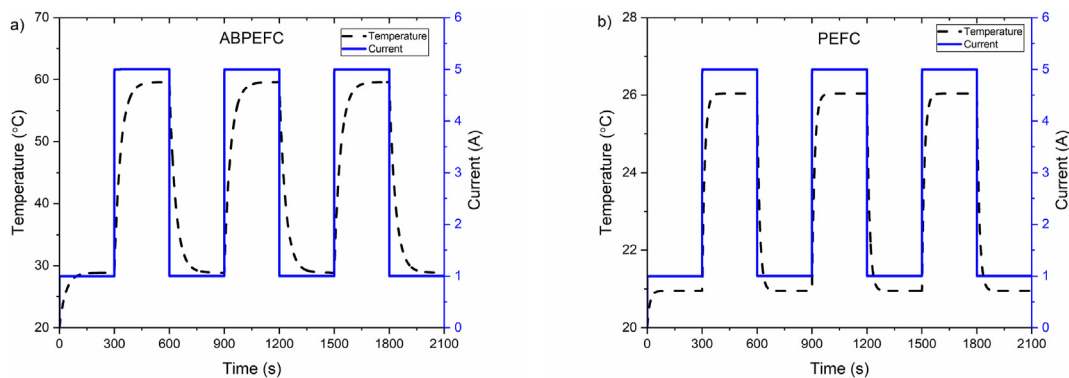 a)
ABPEFC
Temperature
Current
70
60
50
40
30
20
6
5
4
3
2
1
0
0 300 600 900 1200 1500 1800 2100
Time (s)
Temperature (°C)
Current (A)
b)
PEFC
Temperature
Current
28
26
24
22
21
20
6
5
4
3
2
1
0
0 300 600 900 1200 1500 1800 2100
Time (s)
Temperature (°C)
Current (A)